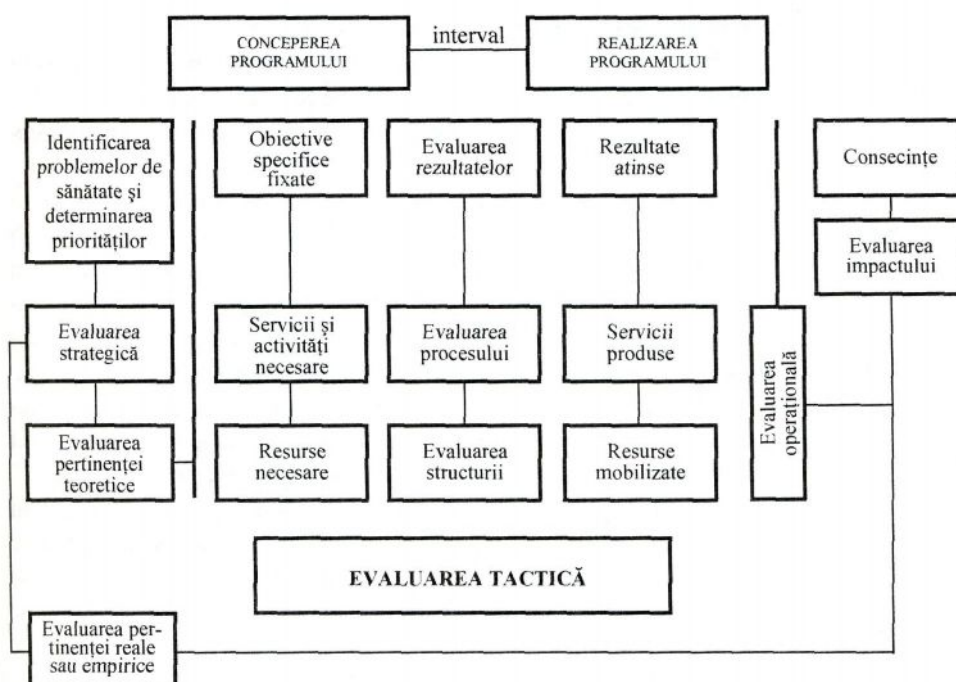 CONCEPEREA
PROGRAMULUI
interval
REALIZAREA
PROGRAMULUI
Identificarea
problemelor de
sănătate și
determinarea
priorităților
Obiective
specifice
fixate
Evaluarea
rezultatelor
Rezultate
atinse
Consecințe
Evaluarea
impactului
Evaluarea
strategică
Servicii și
activități
necesare
Evaluarea
procesului
Servicii
produse
Evaluarea
operațională
Evaluarea
pertinenței
teoretice
Resurse
necesare
Evaluarea
structurii
Resurse
mobilizate
EVALUAREA TACTICĂ
Evaluarea per-
tinenței reale
sau empirice